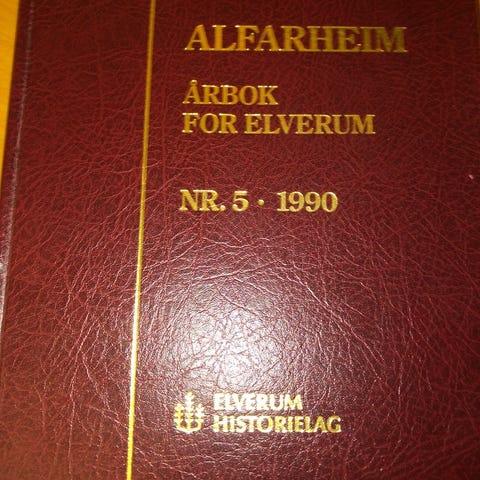 ALFARHEIM
ÅRBOK
FOR ELVERUM
NR. 5 · 1990
ELVERUM
HISTORIELAG